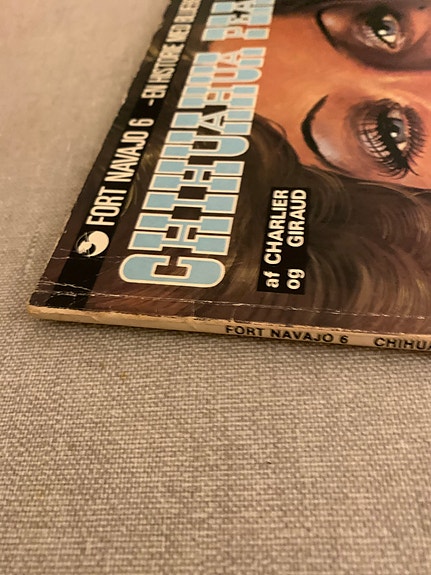 FORT NAVAJO 6 -EN HISTORIE MED
CHIHUAHUA
af CHARLIER
og GIRAUD
FORT NAVAJO 6